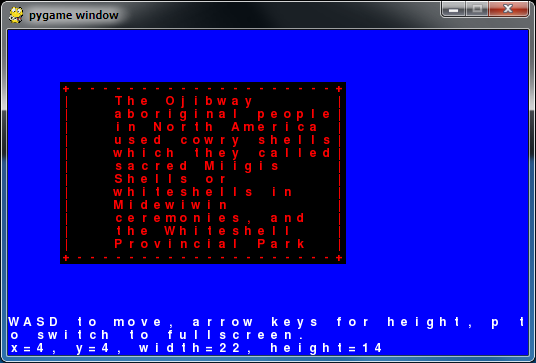 pygame window
The Ojibway
aboriginal people
in North America
used cowry shells
which they called
sacred Miigis
Shells or
whiteshells in
Midewiwin
ceremonies, and
the Whiteshell
Provincial Park
WASD to move, arrow keys for height, p t
o switch to fullscreen.
x=4, y=4, width=22, height=14